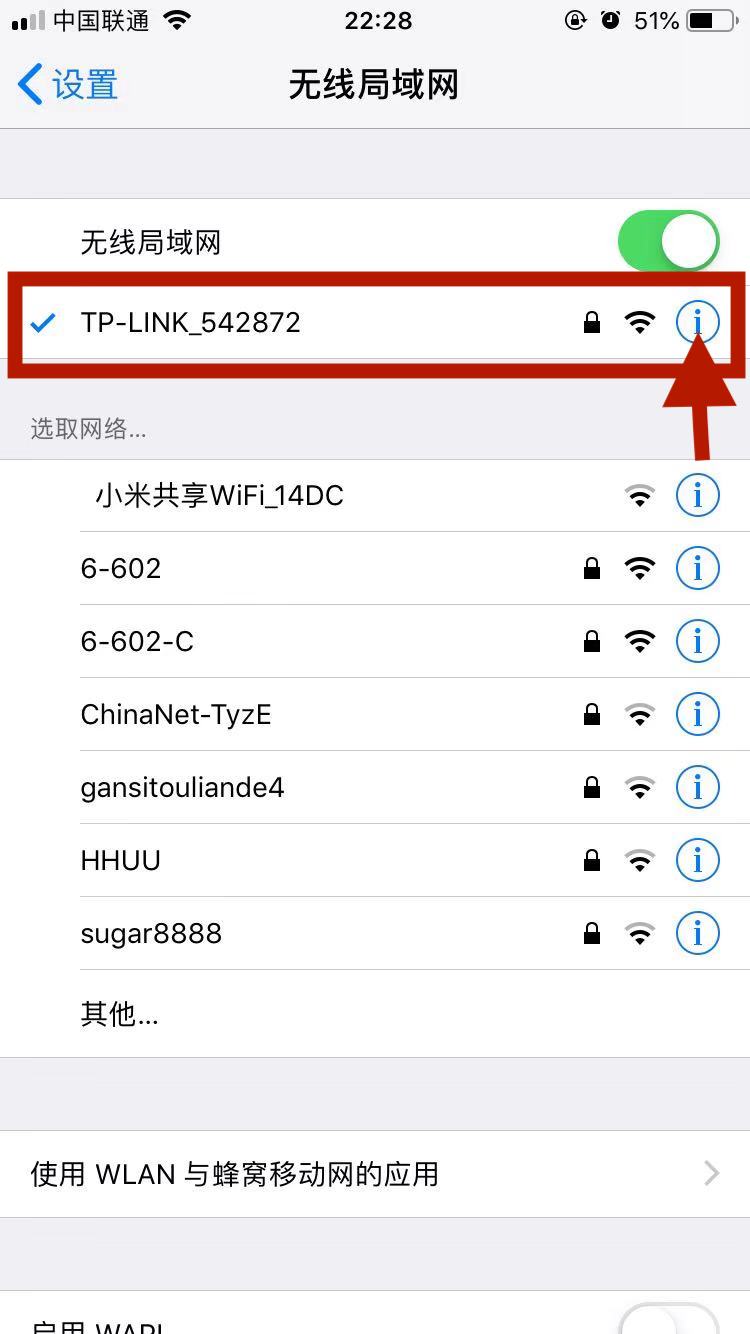 中国联通 22:28 51%
设置 无线局域网
无线局域网
TP-LINK_542872
选取网络...
小米共享WiFi_14DC
6-602
6-602-C
ChinaNet-TyzE
gansitouliande4
HHUU
sugar8888
其他...
使用 WLAN 与蜂窝移动网的应用
启用 WAPI